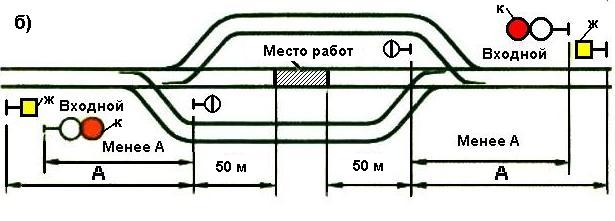 б)
Место работ
к
ж
Входной
ж
Входной
к
Менее А
Менее А
А
50 м
50 м
А